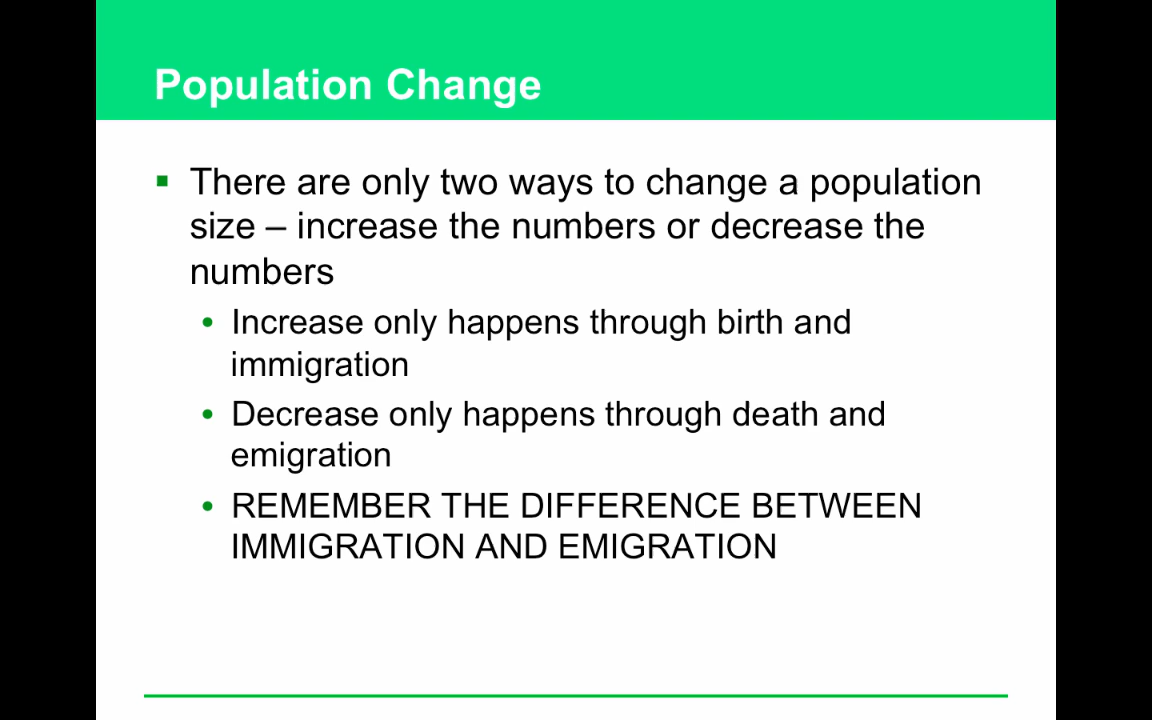 Population Change
There are only two ways to change a population
size – increase the numbers or decrease the
numbers
Increase only happens through birth and
immigration
Decrease only happens through death and
emigration
REMEMBER THE DIFFERENCE BETWEEN
IMMIGRATION AND EMIGRATION